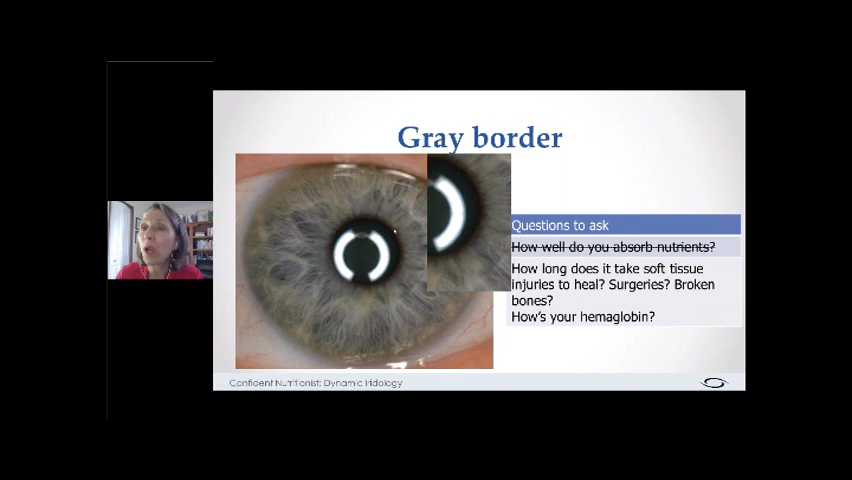 Gray border
Questions to ask
How well do you absorb nutrients?
How long does it take soft tissue
injuries to heal? Surgeries? Broken
bones?
How's your hemaglobin?
Confident Nutritionist: Dynamic Iridology